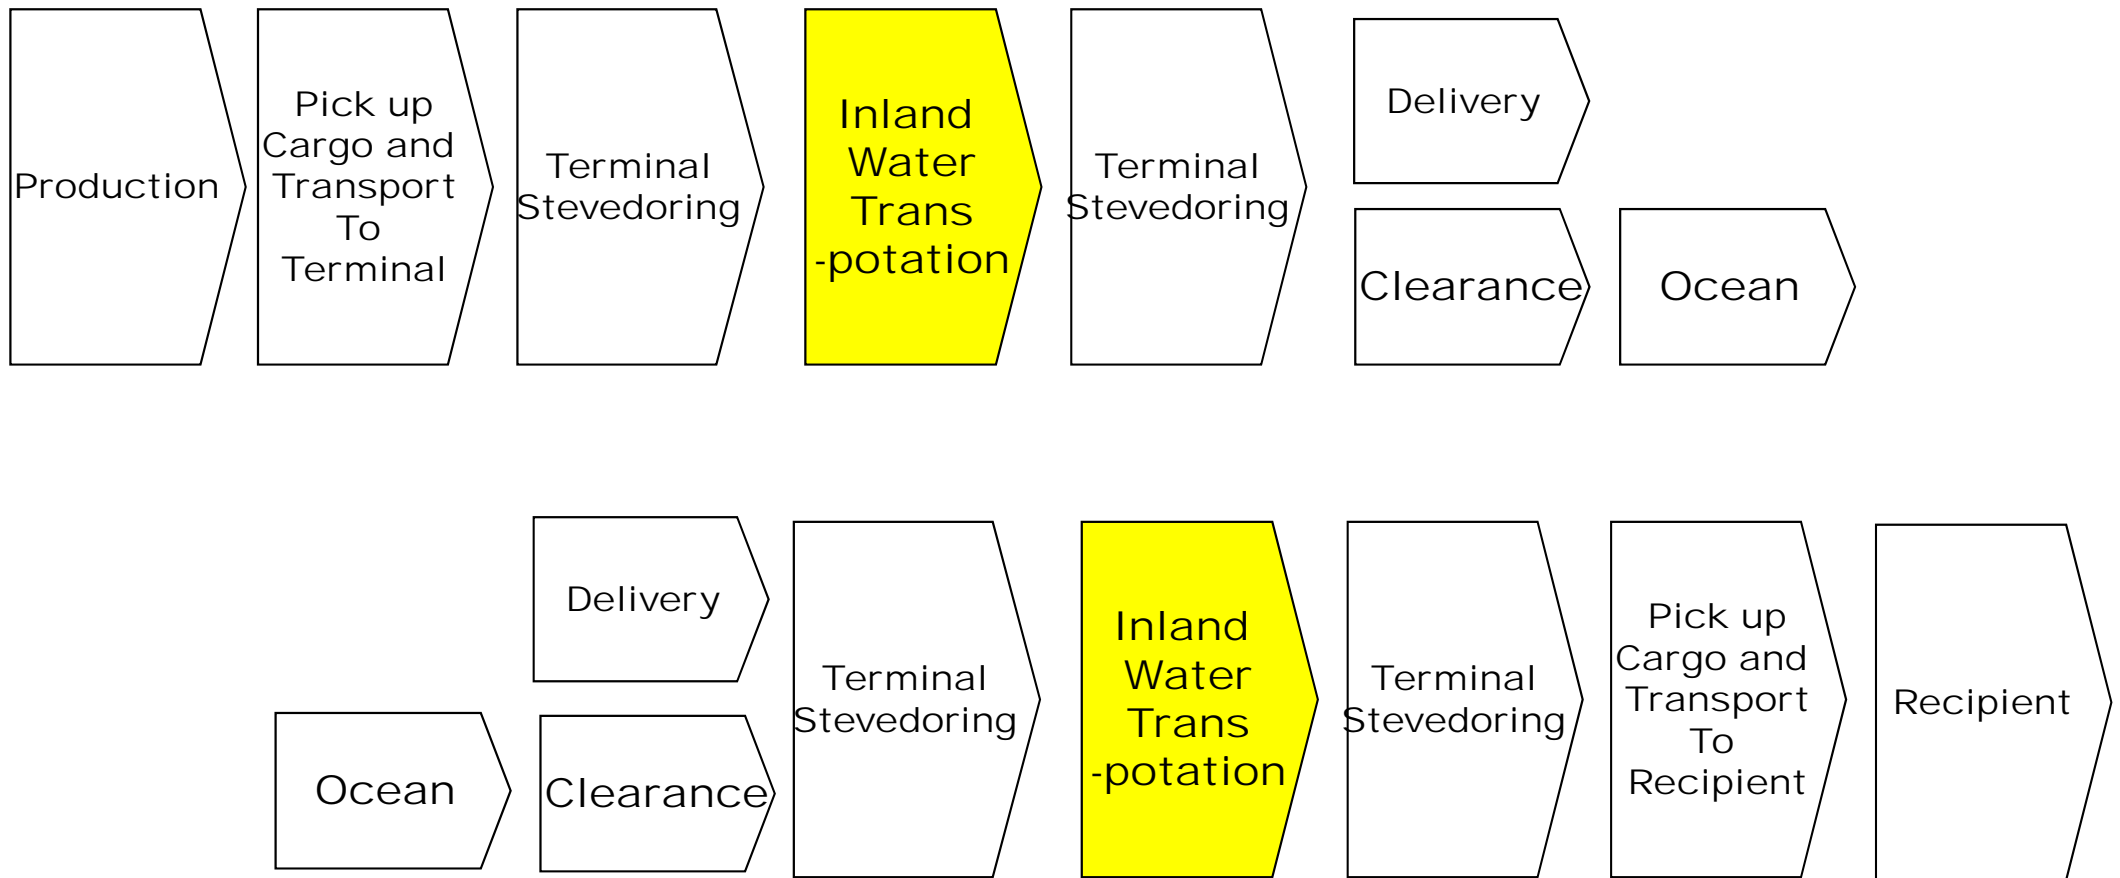 Production
Pick up
Cargo and
Transport
To
Terminal
Terminal
Stevedoring
Inland
Water
Trans
-potation
Terminal
Stevedoring
Delivery
Clearance
Ocean
Ocean
Delivery
Clearance
Terminal
Stevedoring
Inland
Water
Trans
-potation
Terminal
Stevedoring
Pick up
Cargo and
Transport
To
Recipient
Recipient